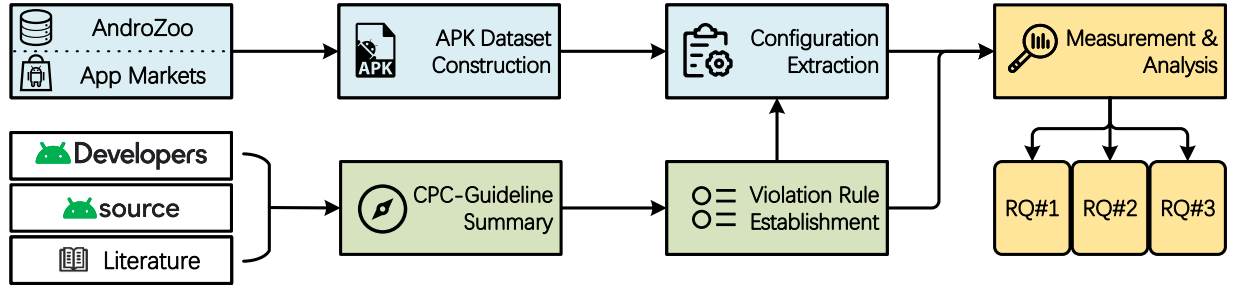 AndroZoo
App Markets
APK
APK Dataset
Construction
Configuration
Extraction
Measurement &
Analysis
Developers
source
Literature
CPC-Guideline
Summary
Violation Rule
Establishment
RQ#1
RQ#2
RQ#3